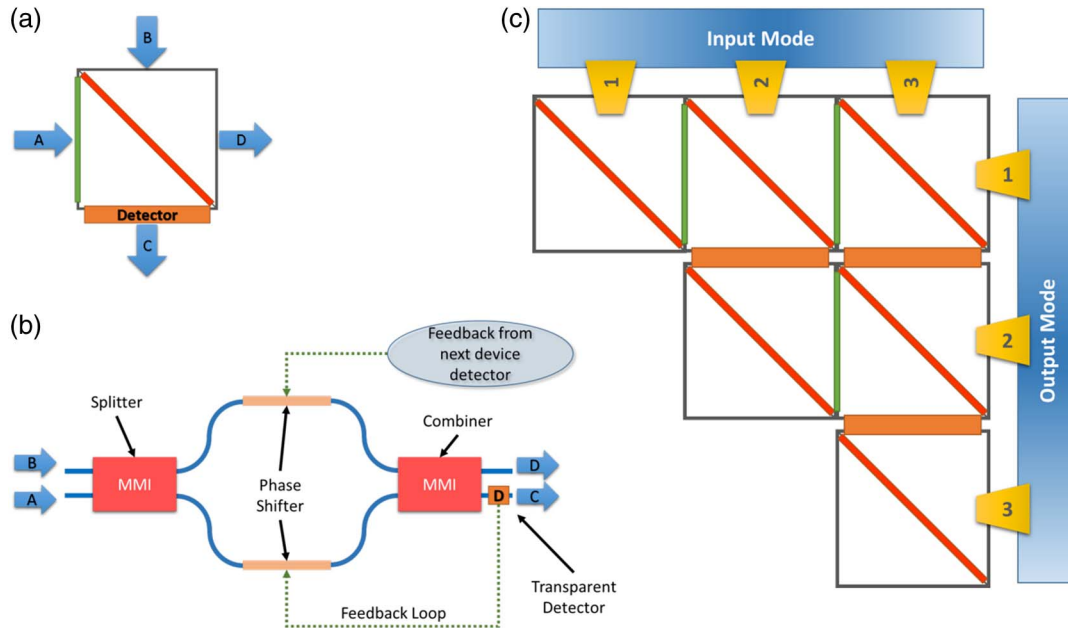 (a)
B
A
D
Detector
C
(b)
Feedback from
next device
detector
Splitter
Combiner
B
A
MMI
Phase
Shifter
MMI
D
D
C
Transparent
Detector
Feedback Loop
(c)
Input Mode
1
2
3
1
2
3
Output Mode